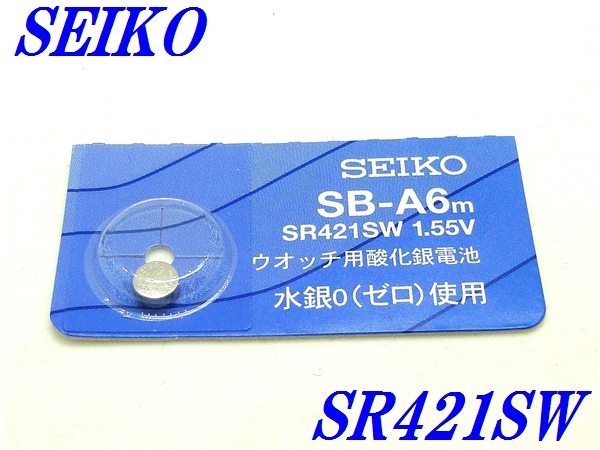 SEIKO
SEIKO
SB-A6m
SR421SW 1.55V
ウオッチ用酸化銀電池
水銀0(ゼロ)使用
SR421SW